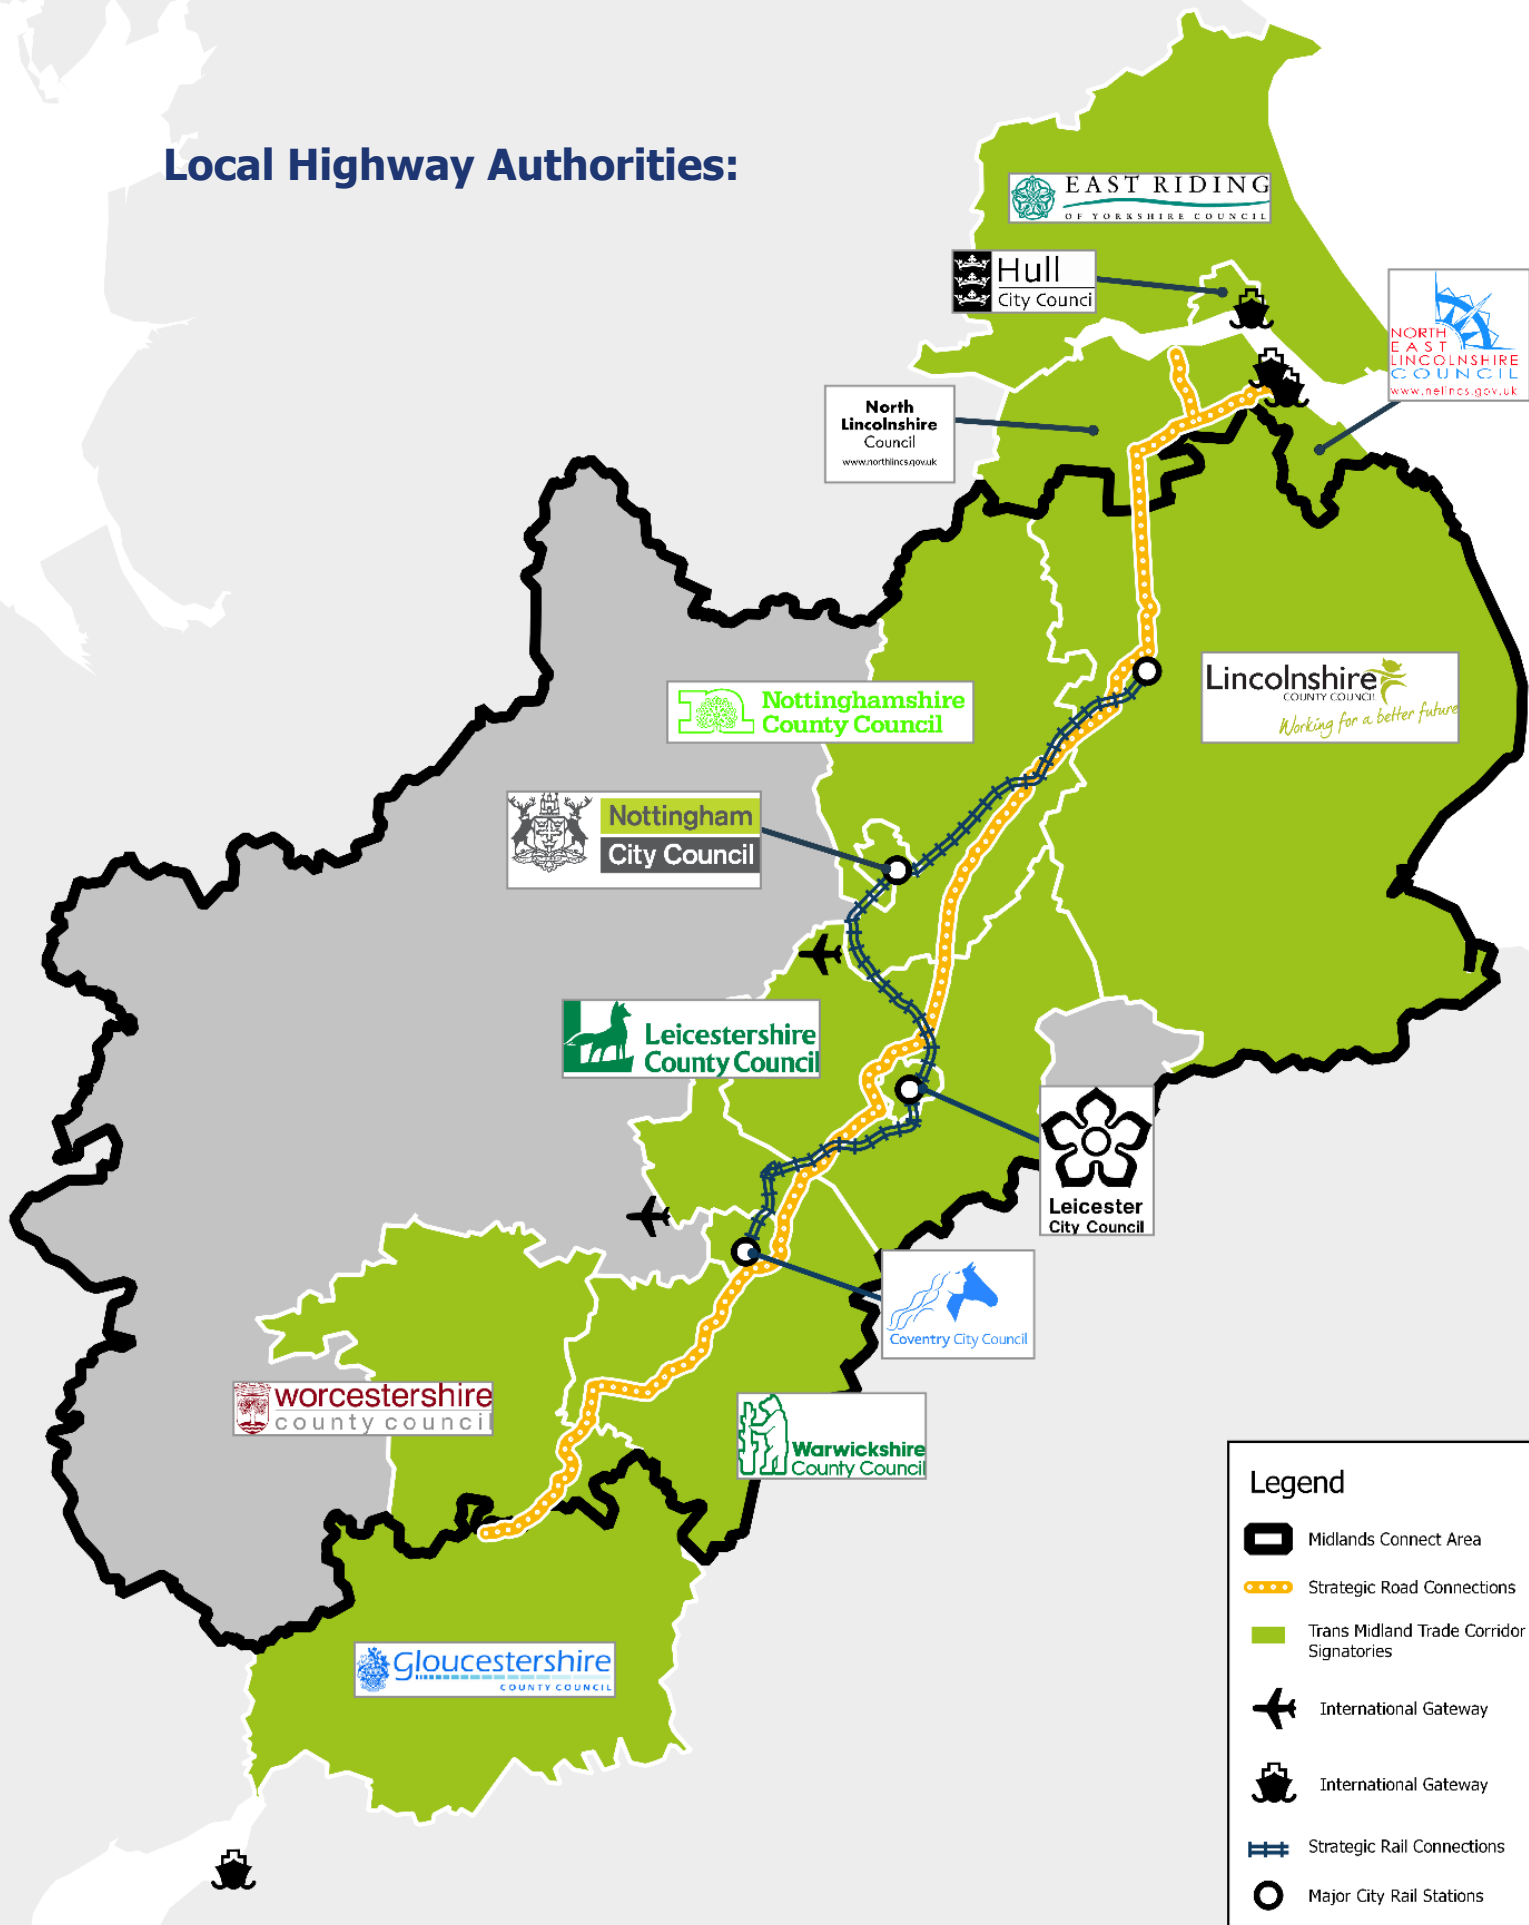 Local Highway Authorities:
EAST RIDING
OF YORKSHIRE COUNCIL
Hull
City Counci
NORTH
EAST
LINCOLNSHIRE
COUNCIL
www.nelincs.gov.uk
North
Lincolnshire
Council
www.northlincs.gov.uk
Lincolnshire
COUNTY COUNCIL
Working for a better future
Nottinghamshire
County Council
Nottingham
City Council
Leicestershire
County Council
Leicester
City Council
Coventry City Council
worcestershire
county council
Warwickshire
County Council
Gloucestershire
COUNTY COUNCIL
Legend
Midlands Connect Area
Strategic Road Connections
Trans Midland Trade Corridor
Signatories
International Gateway
International Gateway
Strategic Rail Connections
Major City Rail Stations